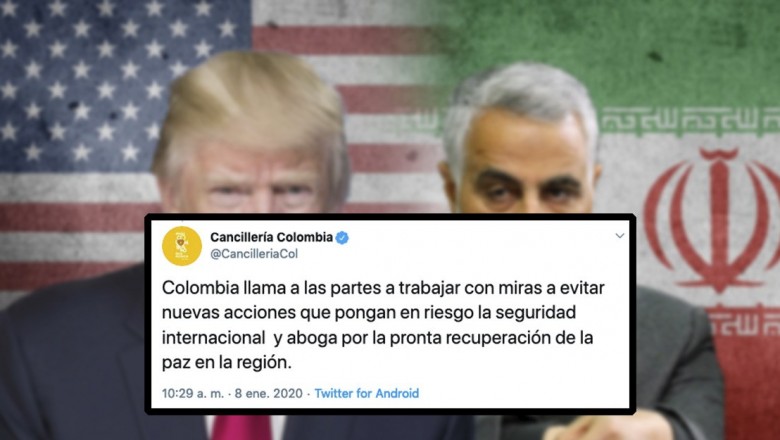 Cancillería Colombia
@CancilleriaCol
Colombia llama a las partes a trabajar con miras a evitar
nuevas acciones que pongan en riesgo la seguridad
internacional y aboga por la pronta recuperación de la
paz en la región.
10:29 a. m. · 8 ene. 2020 · Twitter for Android